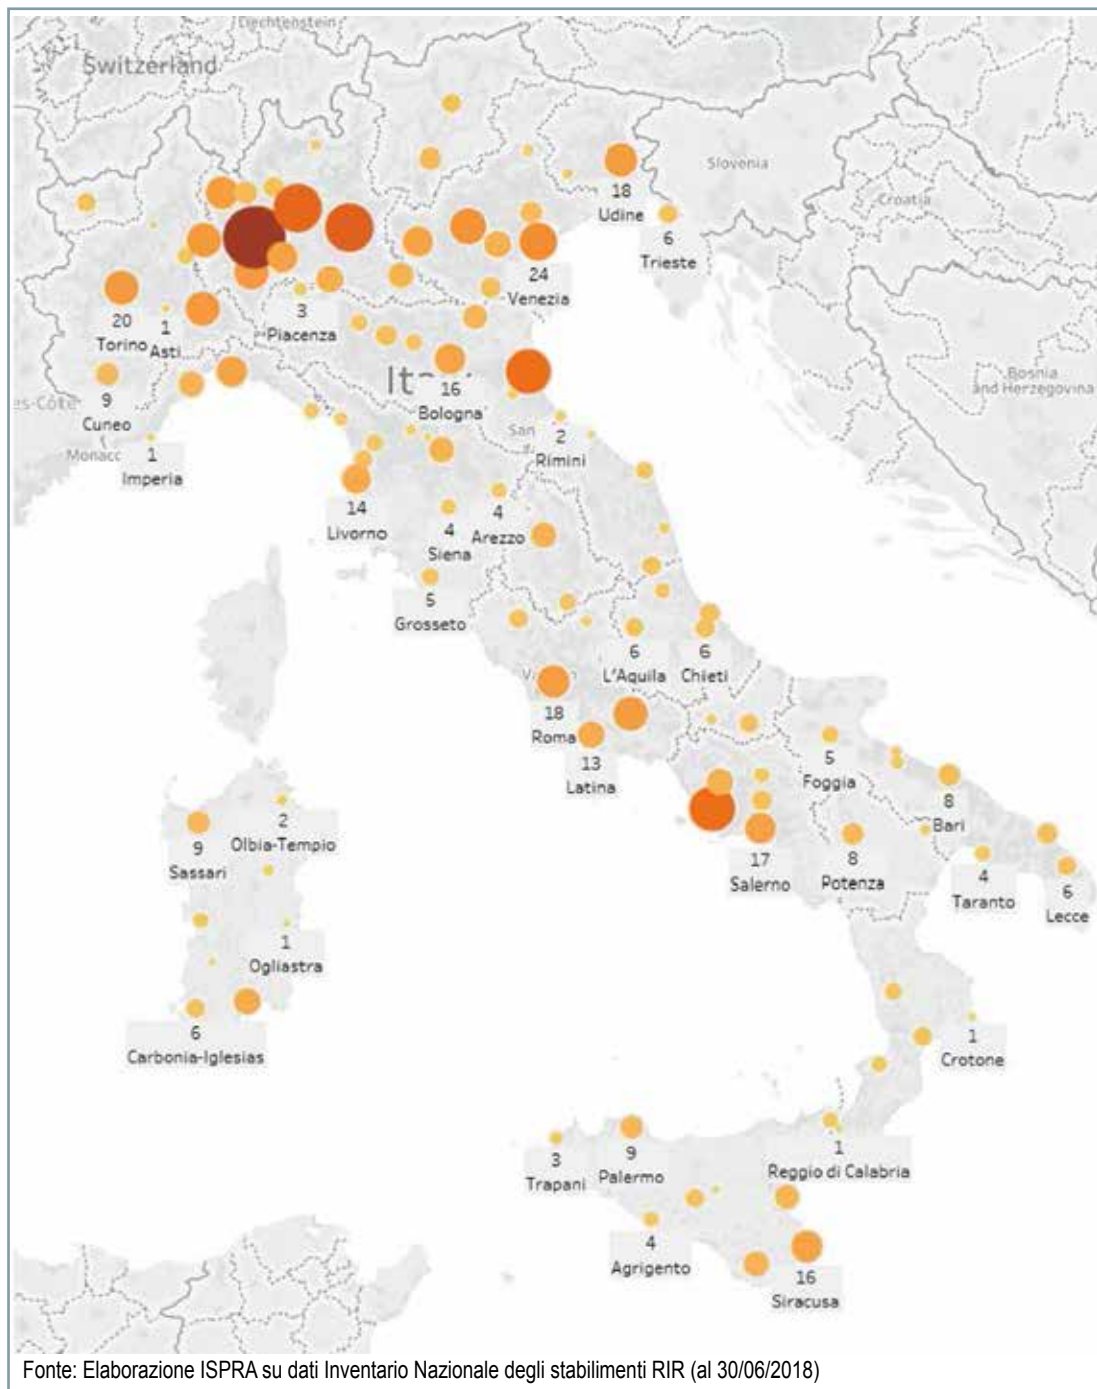 Liechtenstein
Switzerland
Slovenia
Croatia
18
Udine
6
Trieste
24
Venezia
3
Piacenza
20
Torino
1
Asti
16
Bologna
Bosnia
and Herzegovina
9
Cuneo
es-Côte
Monaco
1
Imperia
San
2
Rimini
14
Livorno
4
Siena
4
Arezzo
5
Grosseto
6
L'Aquila
6
Chieti
18
Roma
13
Latina
5
Foggia
8
Bari
17
Salerno
8
Potenza
4
Taranto
6
Lecce
2
Olbia-Tempio
9
Sassari
1
Ogliastra
6
Carbonia-Iglesias
1
Crotone
1
Reggio di Calabria
3
Trapani
9
Palermo
4
Agrigento
16
Siracusa
Fonte: Elaborazione ISPRA su dati Inventario Nazionale degli stabilimenti RIR (al 30/06/2018)